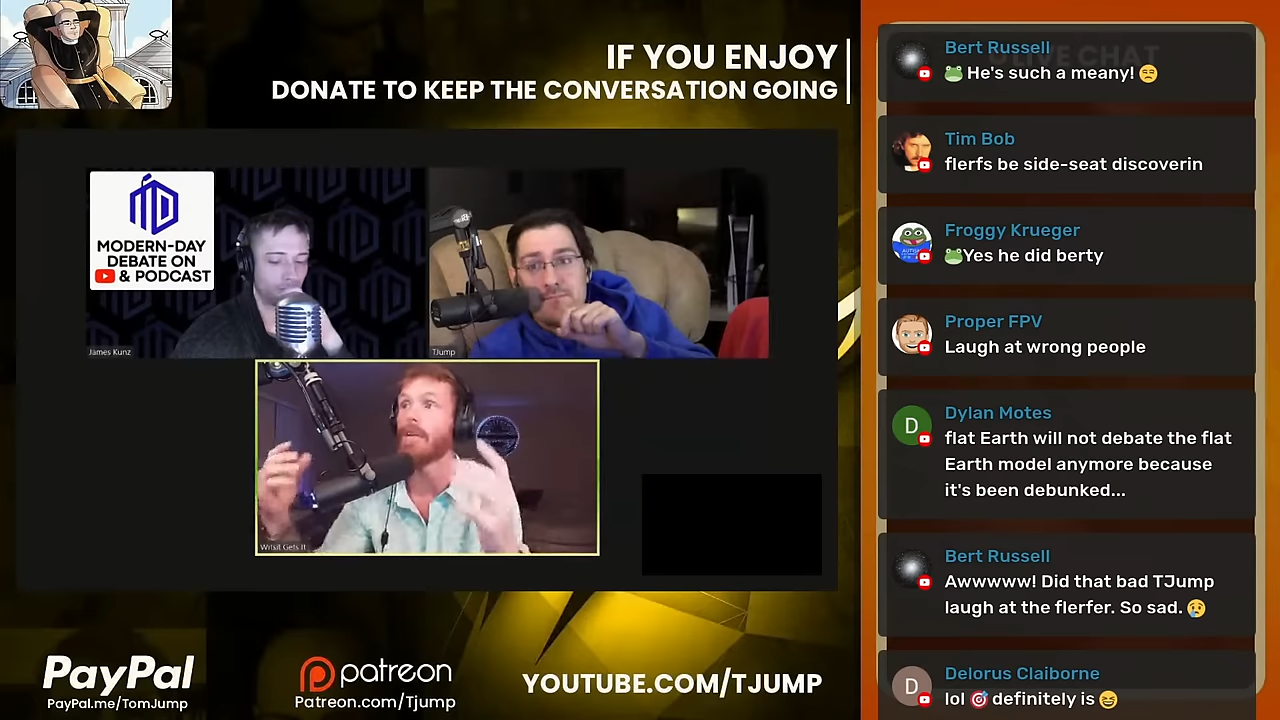 IF YOU ENJOY
DONATE TO KEEP THE CONVERSATION GOING
MODERN-DAY
DEBATE ON
& PODCAST
James Kunz
TJump
Witsit Gets It
PayPal
PayPal.me/TomJump
patreon
Patreon.com/Tjump
YOUTUBE.COM/TJUMP
LIVE CHAT
Bert Russell
🐸 He's such a meany! 😒
Tim Bob
flerfs be side-seat discoverin
Froggy Krueger
🐸Yes he did berty
Proper FPV
Laugh at wrong people
D
Dylan Motes
flat Earth will not debate the flat
Earth model anymore because
it's been debunked...
Bert Russell
Awwwww! Did that bad TJump
laugh at the flerfer. So sad. 😢
D
Delorus Claiborne
lol 🎯 definitely is 😆